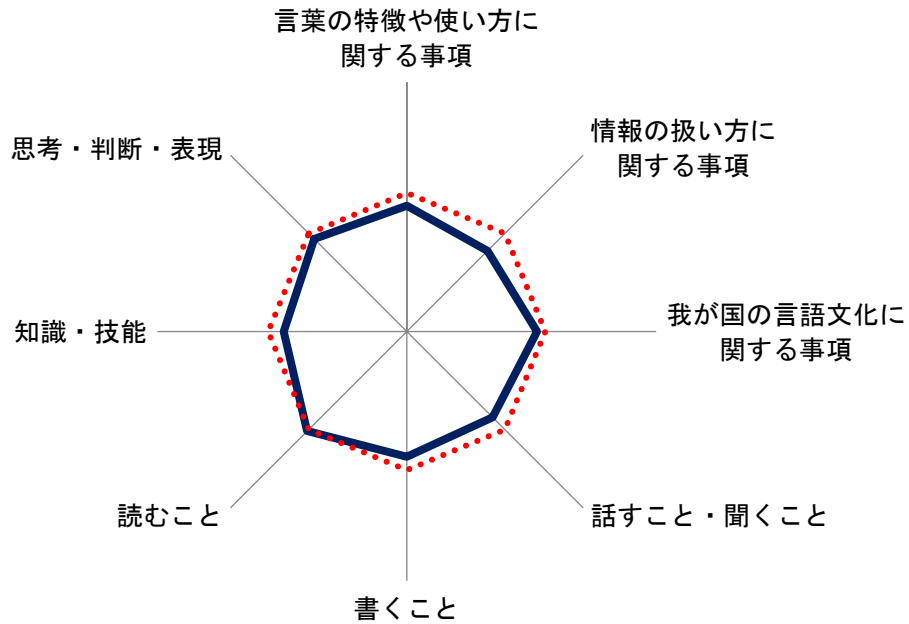 言葉の特徴や使い方に
関する事項
情報の扱い方に
関する事項
我が国の言語文化に
関する事項
話すこと・聞くこと
書くこと
読むこと
知識・技能
思考・判断・表現